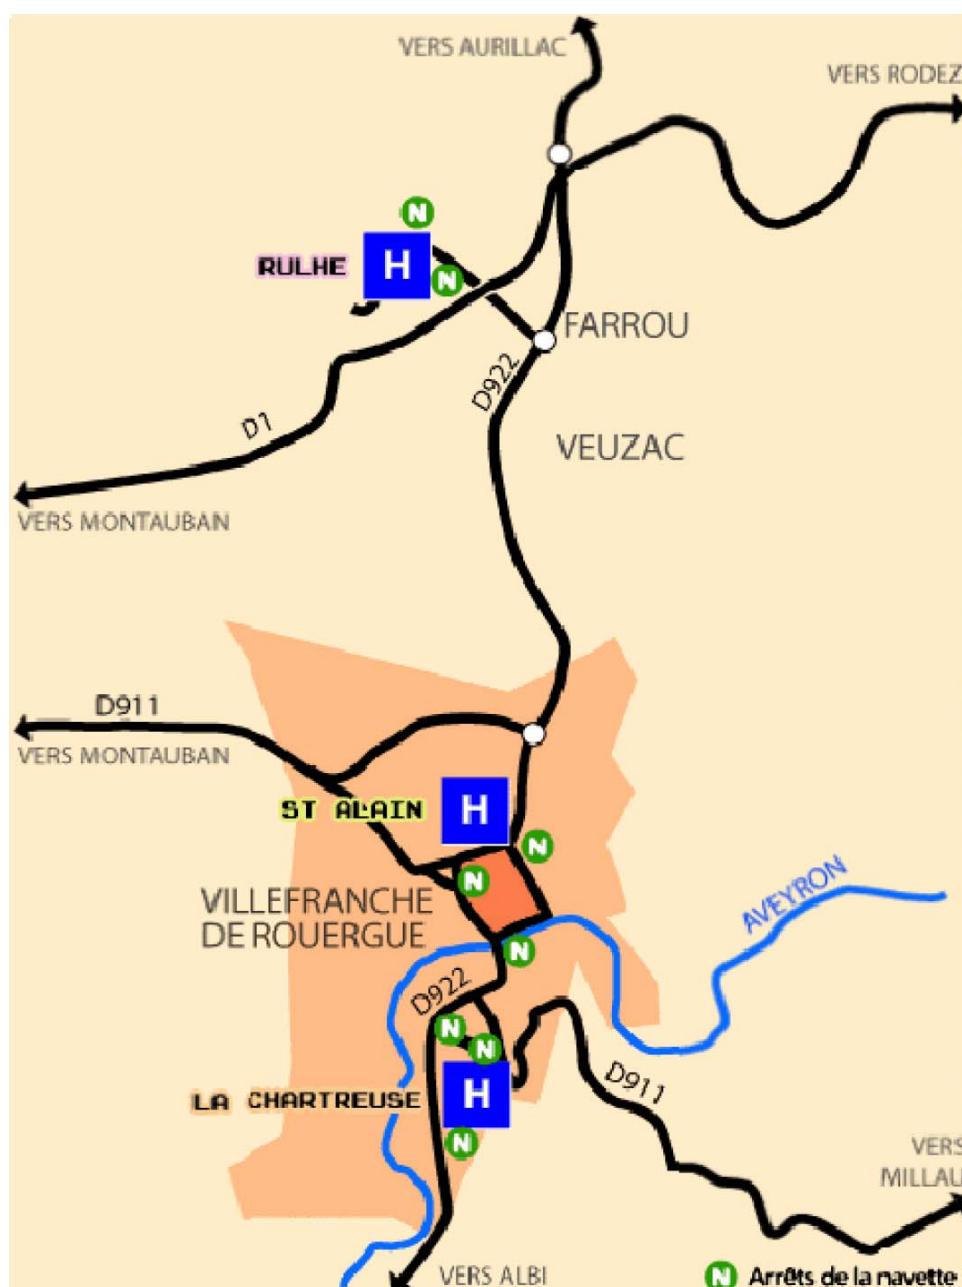 VERS AURILLAC
VERS RODEZ
N
RULHE
H
N
FARROU
D922
VEUZAC
D1
VERS MONTAUBAN
D911
VERS MONTAUBAN
ST ALAIN
H
N
N
VILLEFRANCHE
DE ROUERGUE
AVEYRON
N
D922
N
N
D911
LA CHARTREUSE
H
N
VERS
MILLAU
VERS ALBI
N Arrêts de la navette